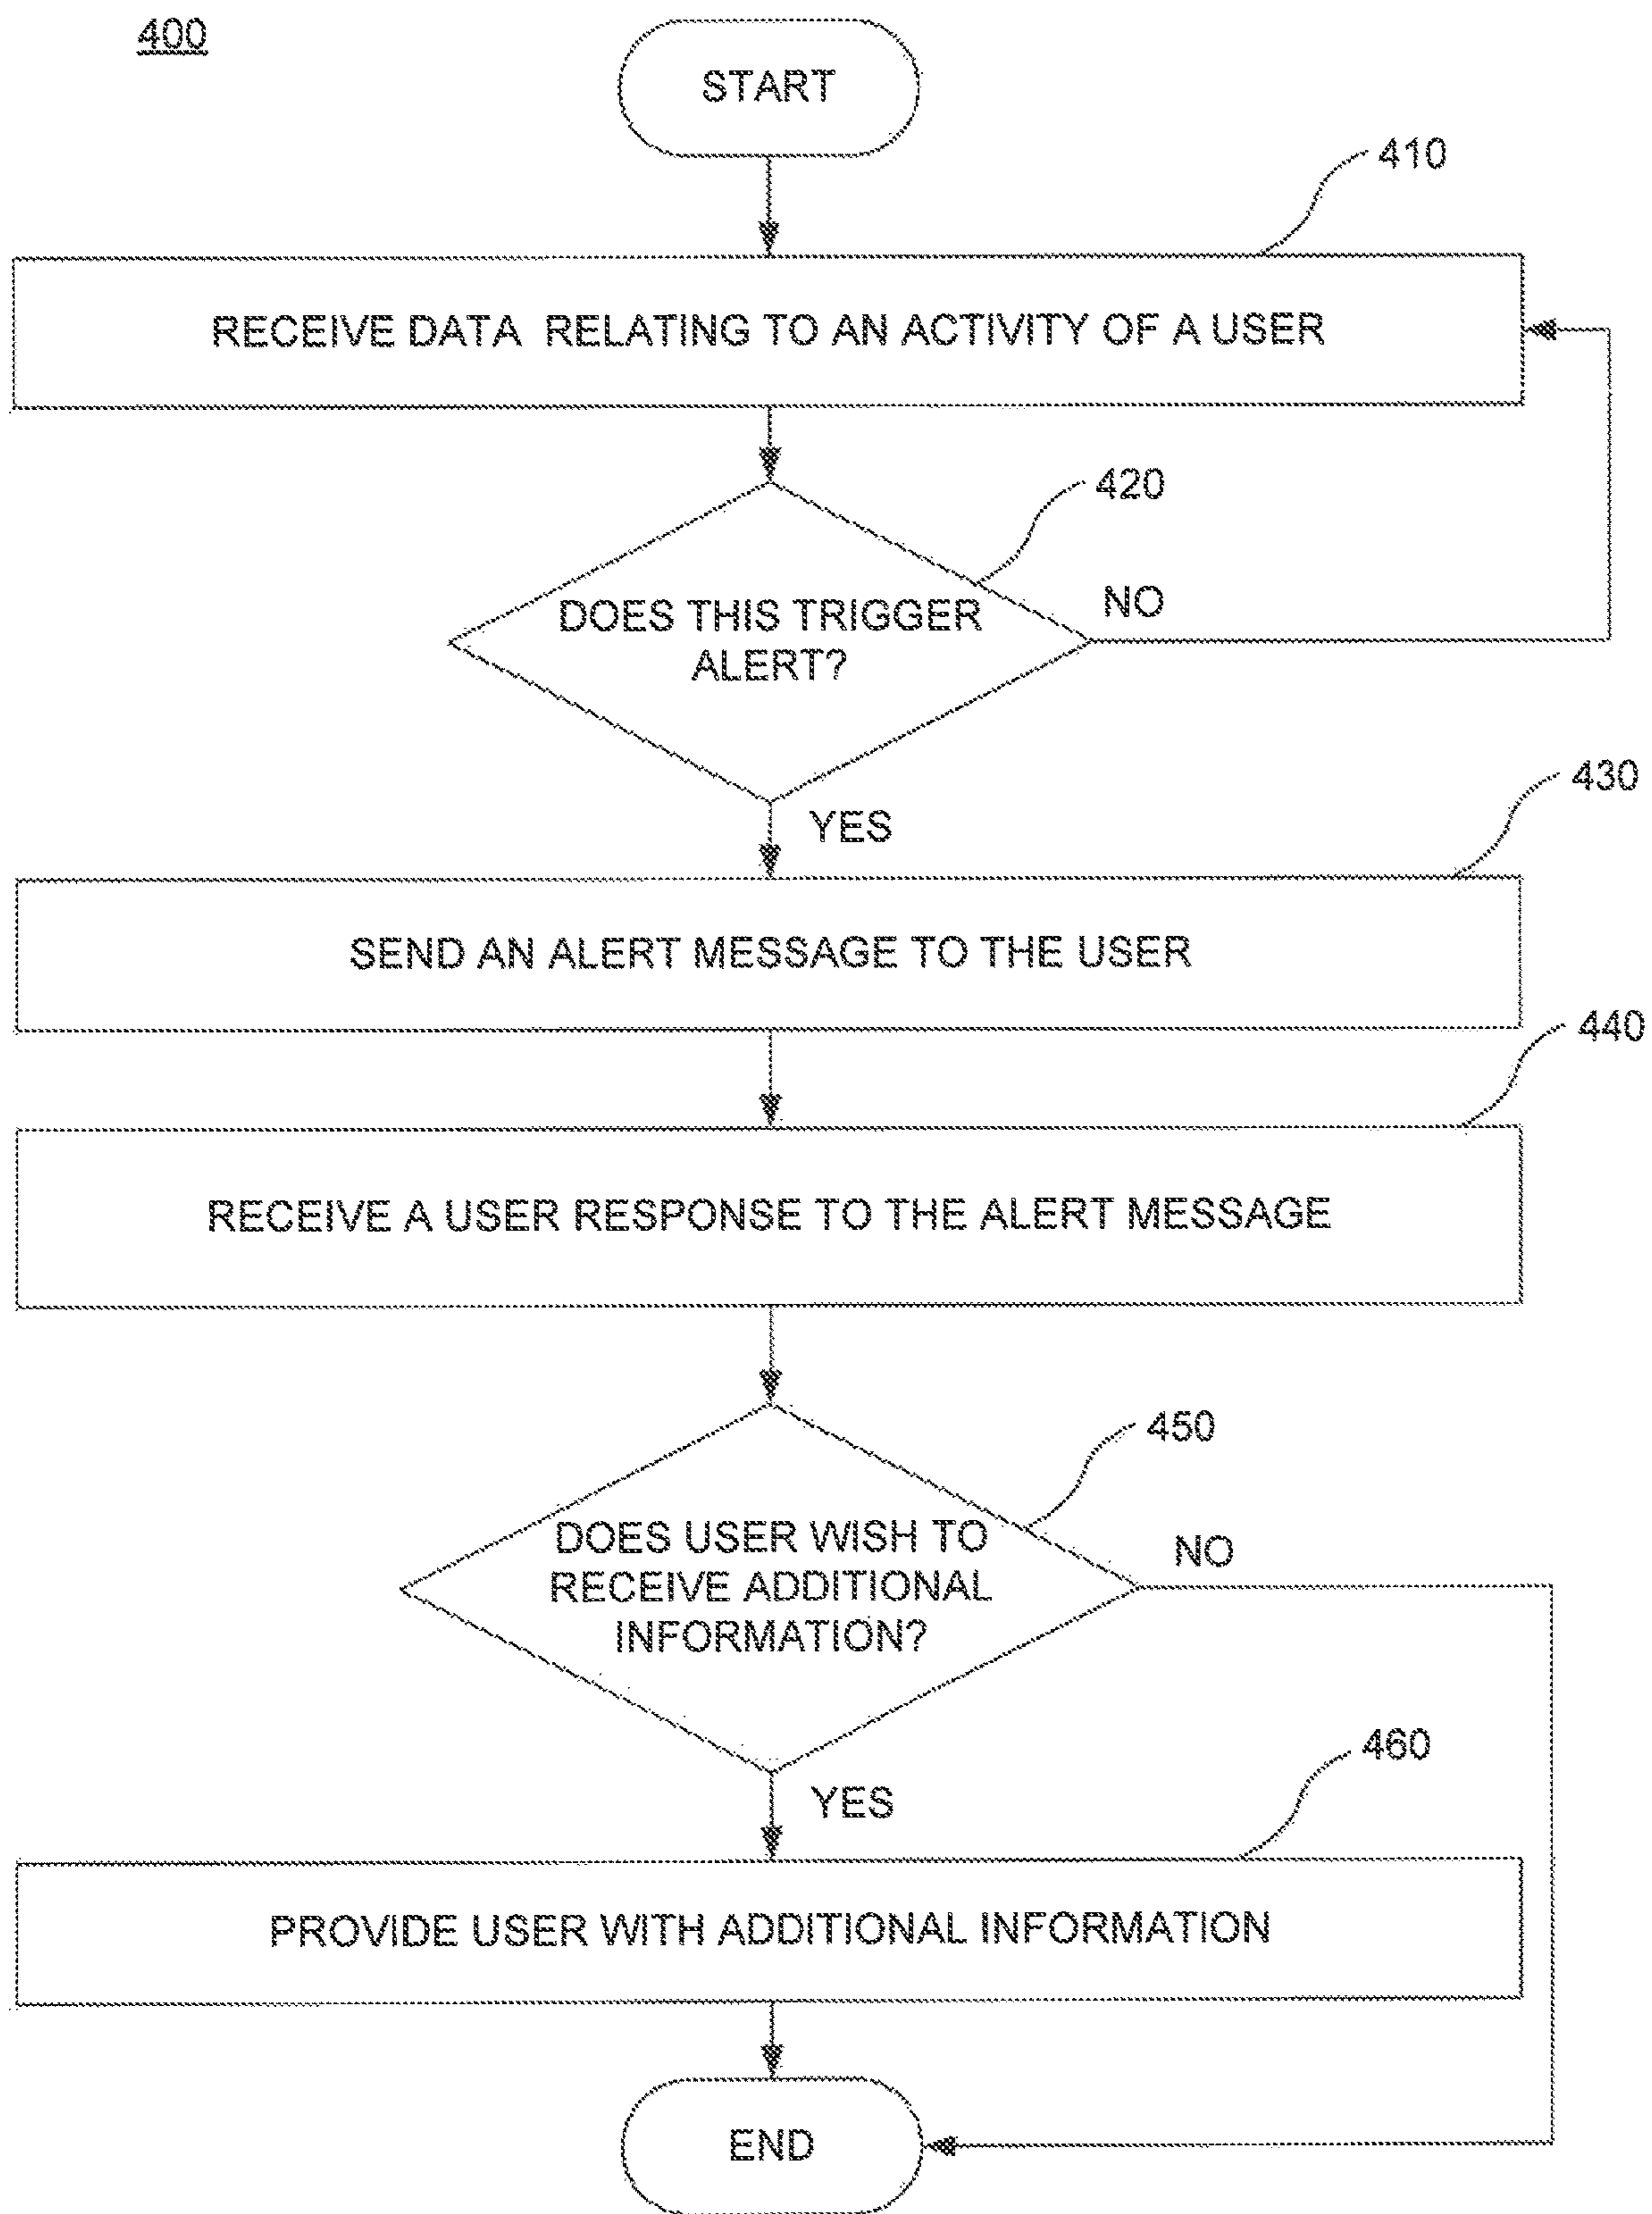 400
START
410
RECEIVE DATA RELATING TO AN ACTIVITY OF A USER
420
DOES THIS TRIGGER
ALERT?
NO
YES
430
SEND AN ALERT MESSAGE TO THE USER
440
RECEIVE A USER RESPONSE TO THE ALERT MESSAGE
450
DOES USER WISH TO
RECEIVE ADDITIONAL
INFORMATION?
NO
YES
460
PROVIDE USER WITH ADDITIONAL INFORMATION
END